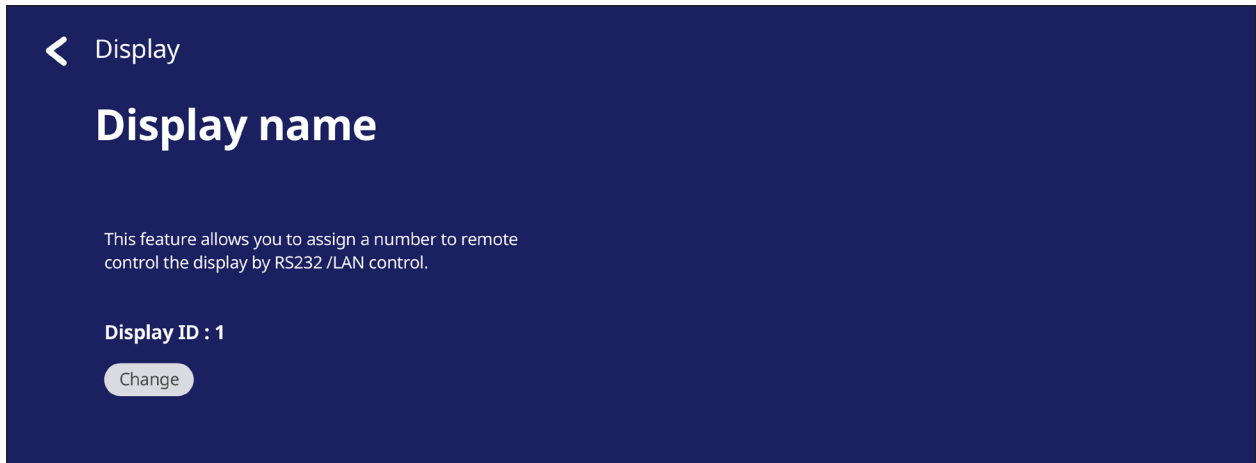 Display
Display name
This feature allows you to assign a number to remote
control the display by RS232 /LAN control.
Display ID : 1
Change